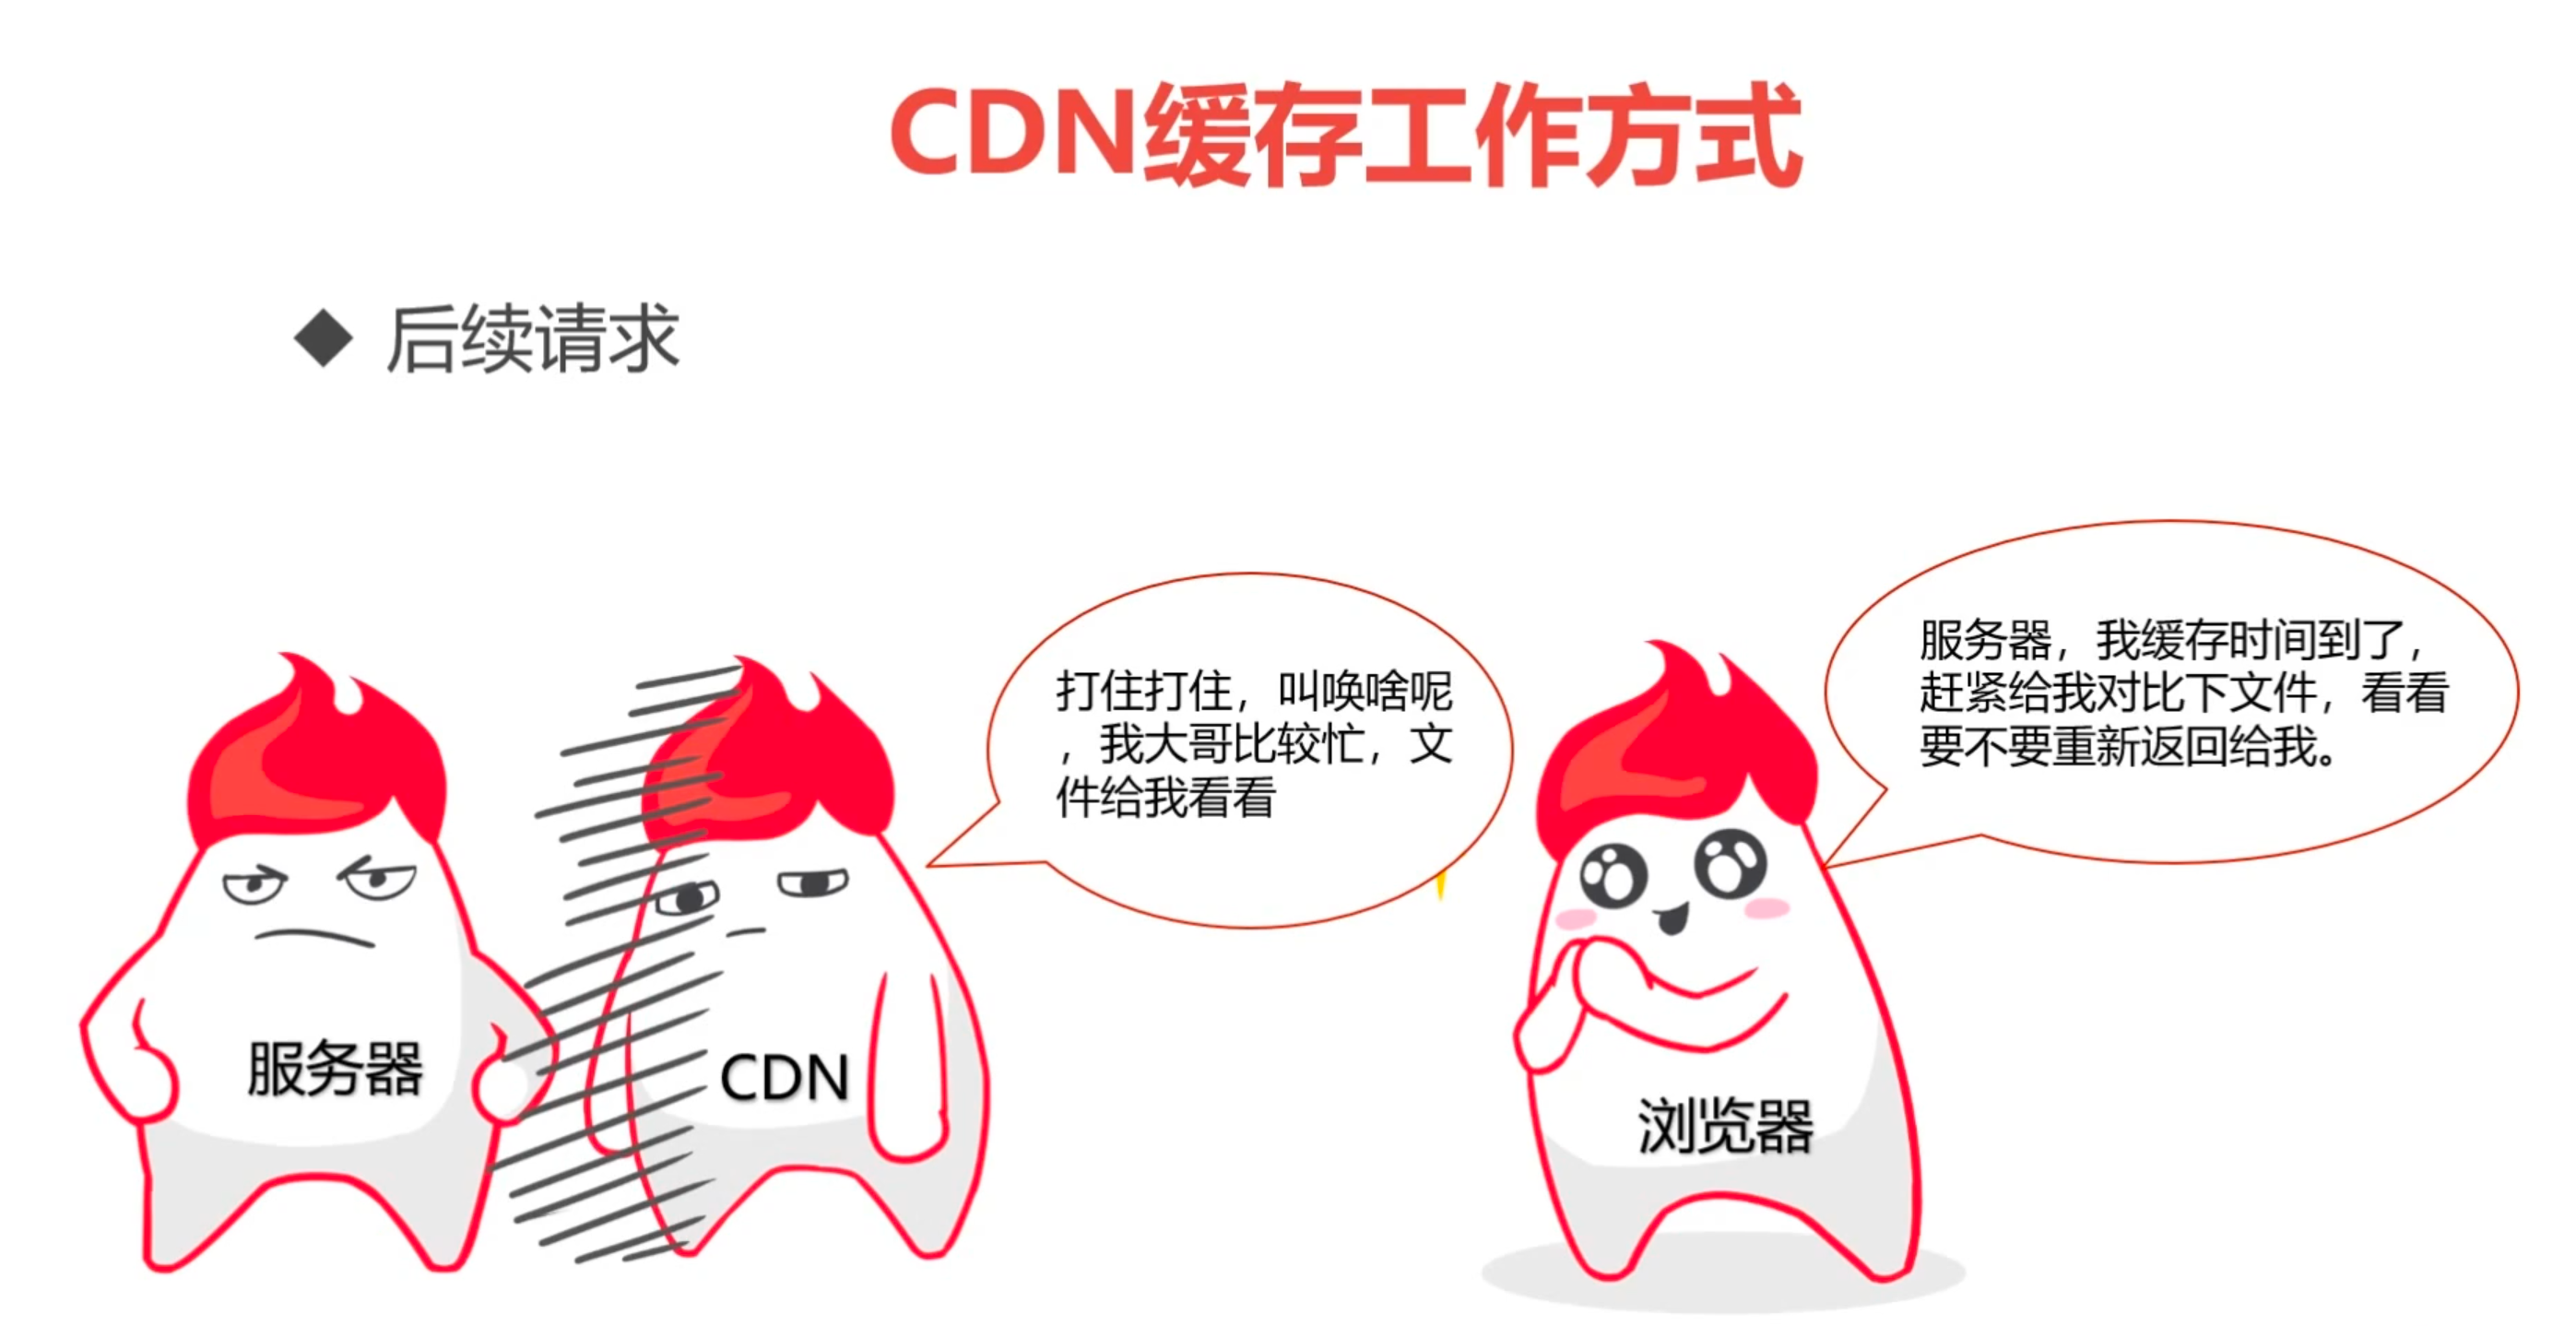 CDN缓存工作方式
◆ 后续请求
打住打住，叫唤啥呢
，我大哥比较忙，文
件给我看看
服务器，我缓存时间到了，
赶紧给我对比下文件，看看
要不要重新返回给我。
服务器
CDN
浏览器